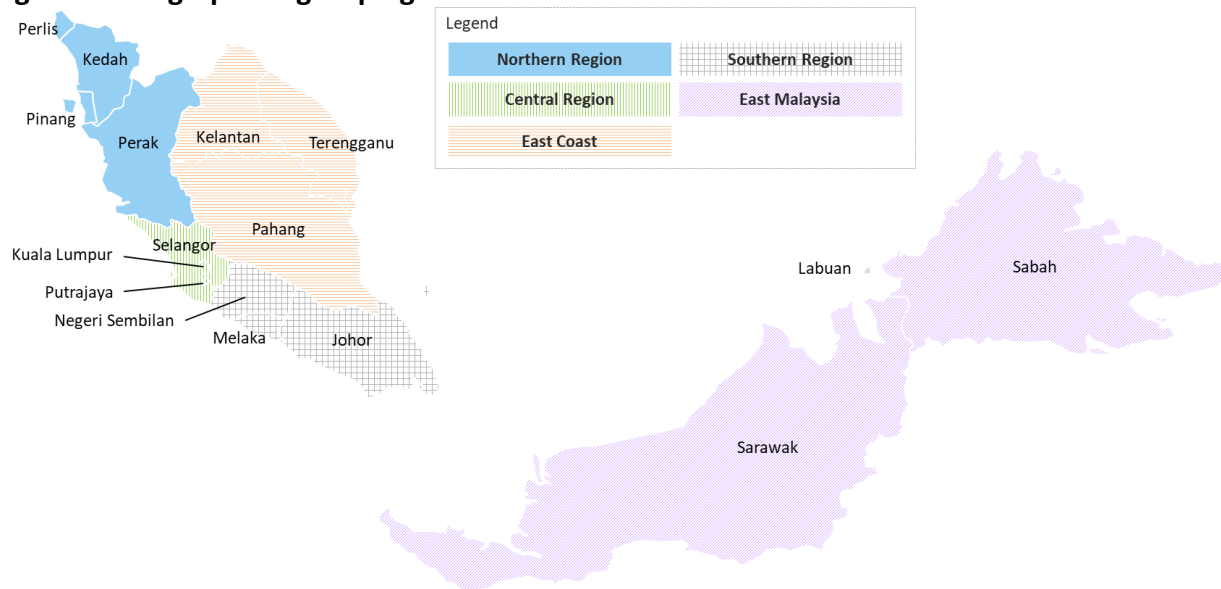 Legend
Northern Region
Southern Region
Central Region
East Malaysia
East Coast
Perlis
Kedah
Pinang
Perak
Kelantan
Terengganu
Pahang
Selangor
Kuala Lumpur
Putrajaya
Negeri Sembilan
Melaka
Johor
Labuan
Sabah
Sarawak